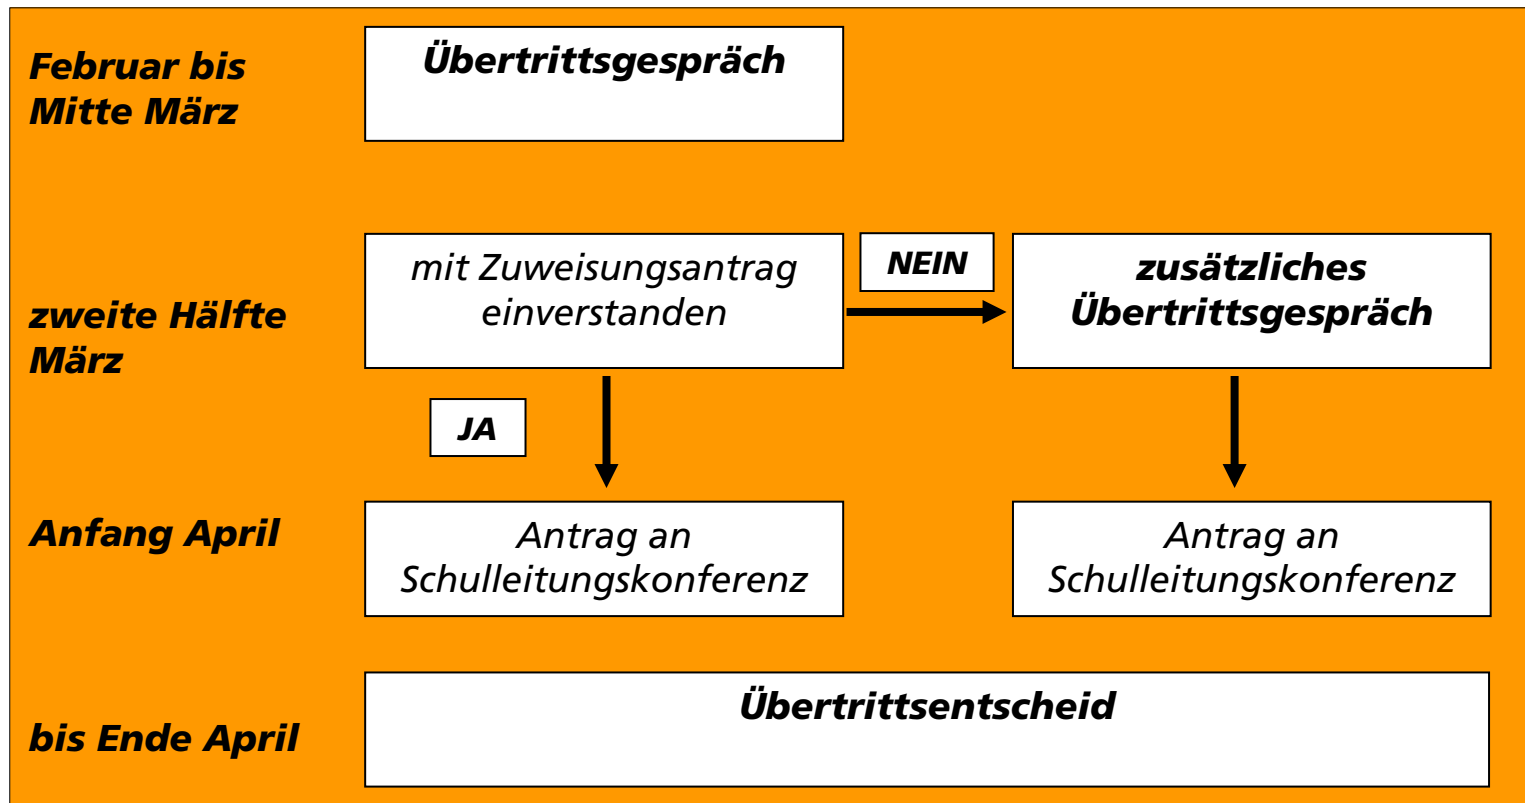 Februar bis
Mitte März
Übertrittsgespräch
zweite Hälfte
März
mit Zuweisungsantrag
einverstanden
NEIN
zusätzliches
Übertrittsgespräch
JA
Anfang April
Antrag an
Schulleitungskonferenz
Antrag an
Schulleitungskonferenz
bis Ende April
Übertrittsentscheid